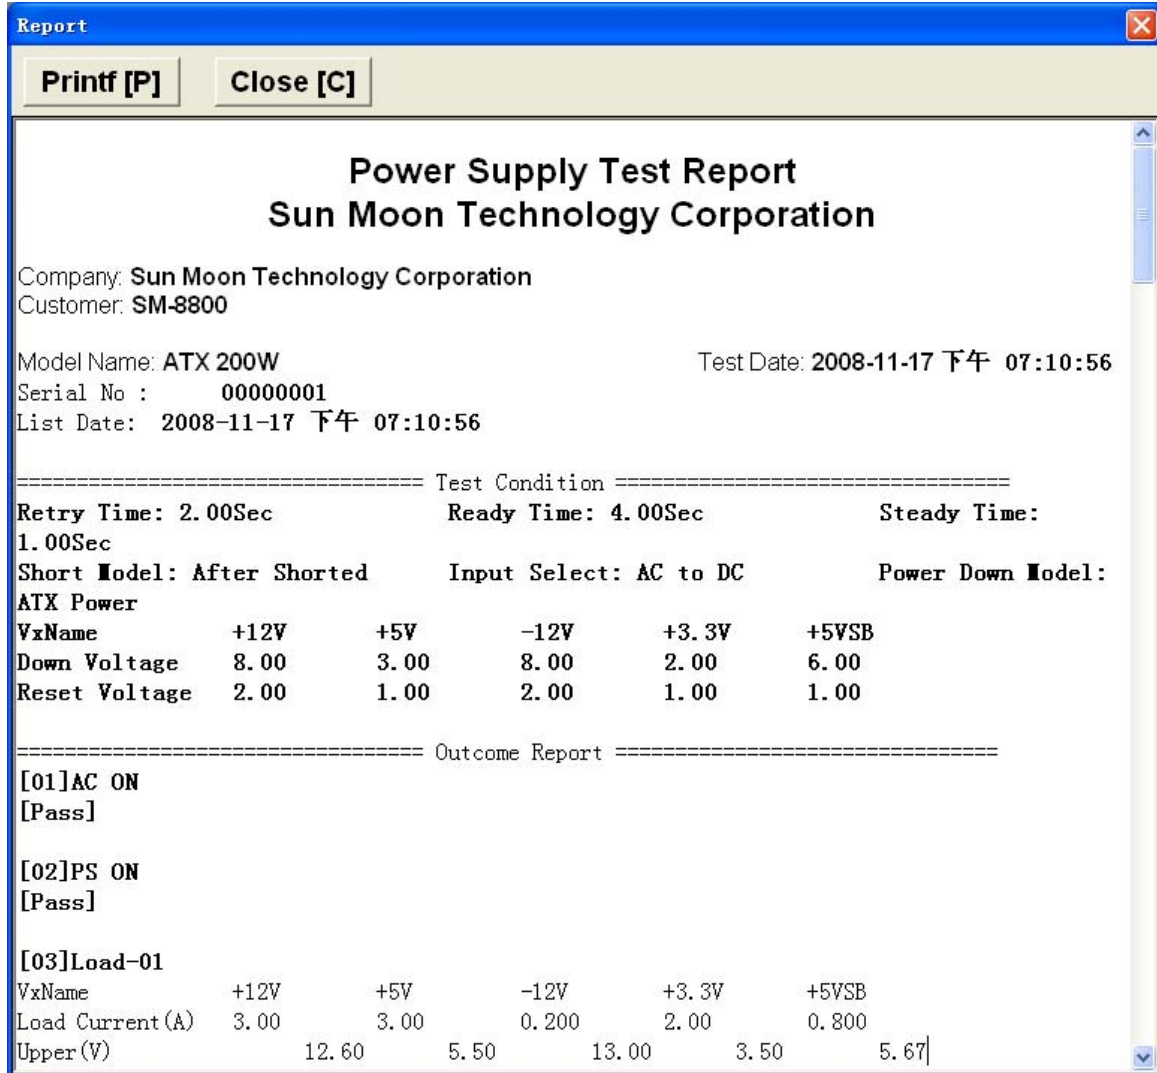 Report
Printf [P] Close [C]
Power Supply Test Report
Sun Moon Technology Corporation
Company: Sun Moon Technology Corporation
Customer: SM-8800
Model Name: ATX 200W Test Date: 2008-11-17 下午 07:10:56
Serial No : 00000001
List Date: 2008-11-17 下午 07:10:56
================================== Test Condition =================================
Retry Time: 2.00Sec Ready Time: 4.00Sec Steady Time:
1.00Sec
Short Model: After Shorted Input Select: AC to DC Power Down Model:
ATX Power
VxName +12V +5V -12V +3.3V +5VSB
Down Voltage 8.00 3.00 8.00 2.00 6.00
Reset Voltage 2.00 1.00 2.00 1.00 1.00
================================== Outcome Report ================================
[01]AC ON
[Pass]
[02]PS ON
[Pass]
[03]Load-01
VxName +12V +5V -12V +3.3V +5VSB
Load Current(A) 3.00 3.00 0.200 2.00 0.800
Upper(V) 12.60 5.50 13.00 3.50 5.67